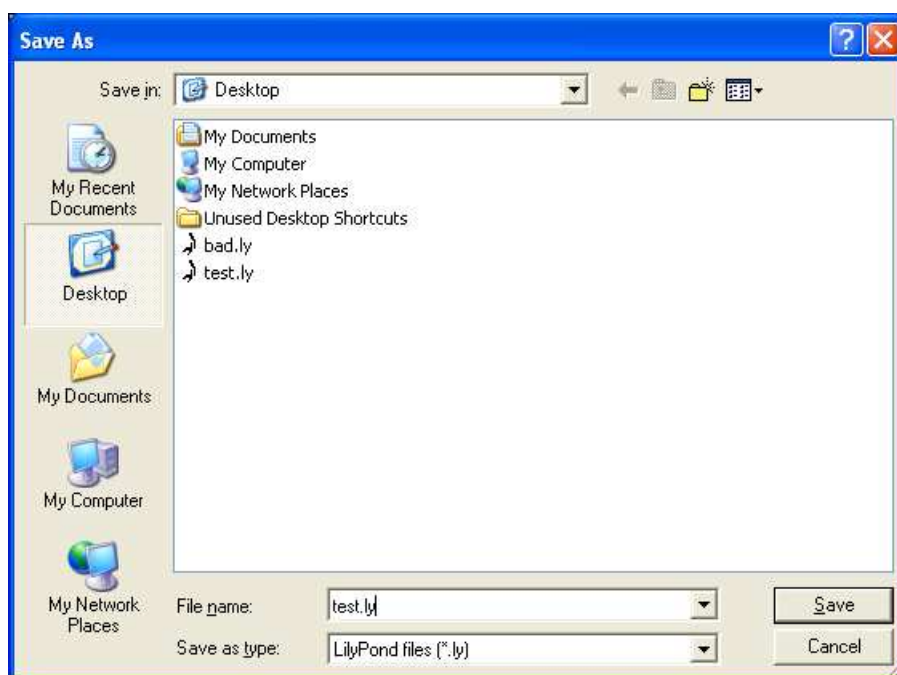 Save As
Save in:
Desktop
My Recent
Documents
Desktop
My Documents
My Computer
My Network
Places
My Documents
My Computer
My Network Places
Unused Desktop Shortcuts
bad.ly
test.ly
File name:
test.ly
Save
Save as type:
LilyPond files (*.ly)
Cancel